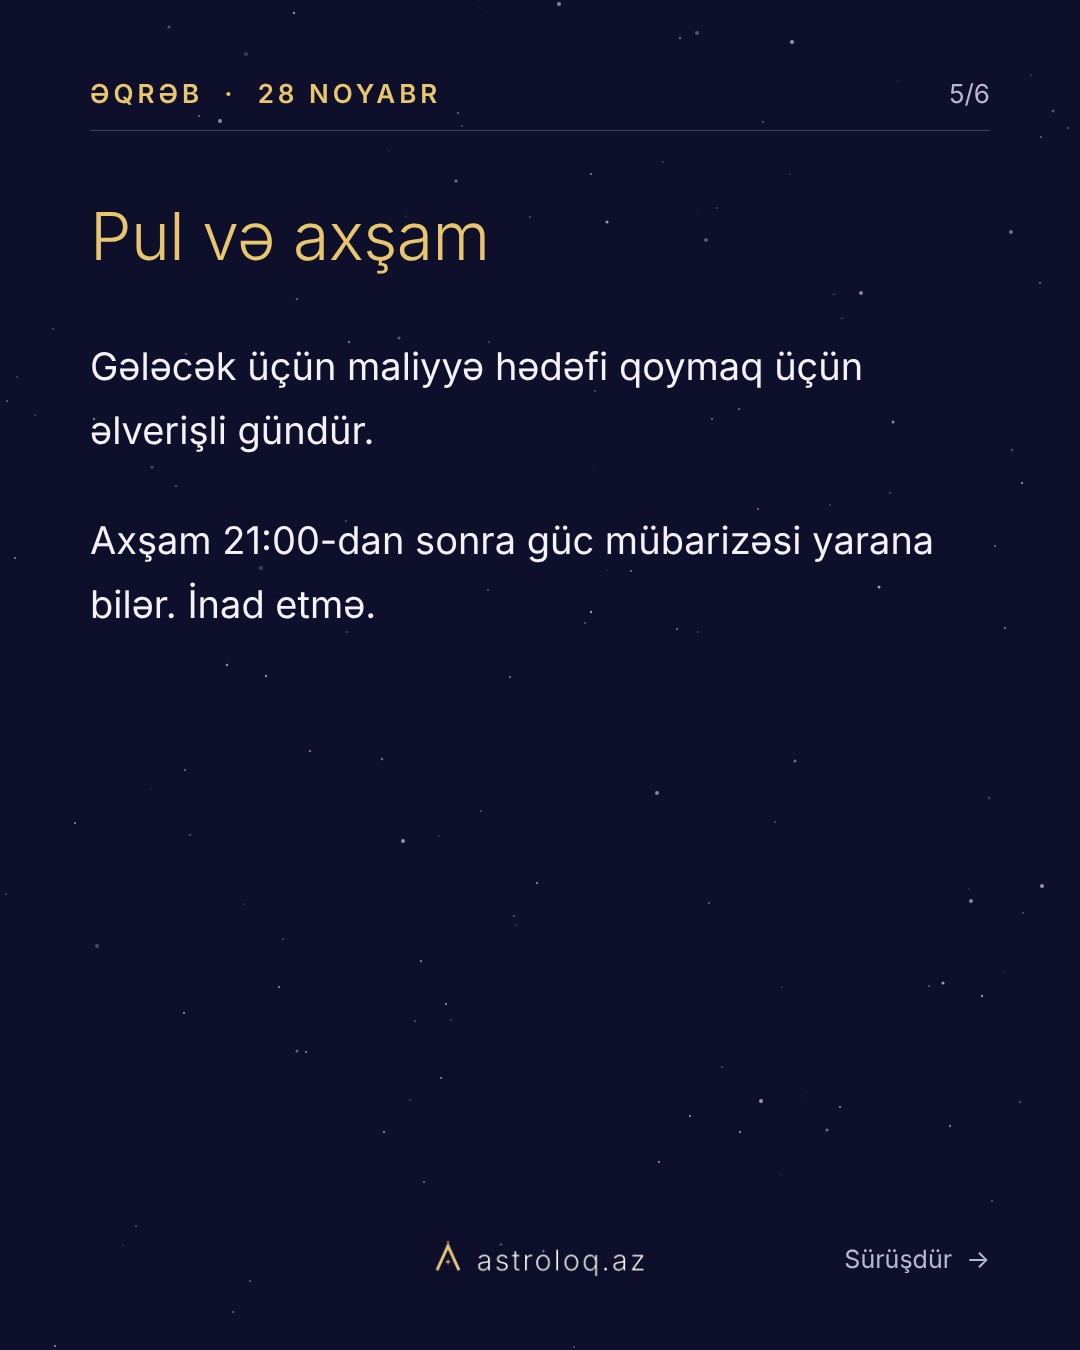 ƏQRƏB · 28 NOYABR
5/6
Pul və axşam
Gələcək üçün maliyyə hədəfi qoymaq üçün
əlverişli gündür.
Axşam 21:00-dan sonra güc mübarizəsi yarana
bilər. İnad etmə.
astroloq.az
Sürüşdür →